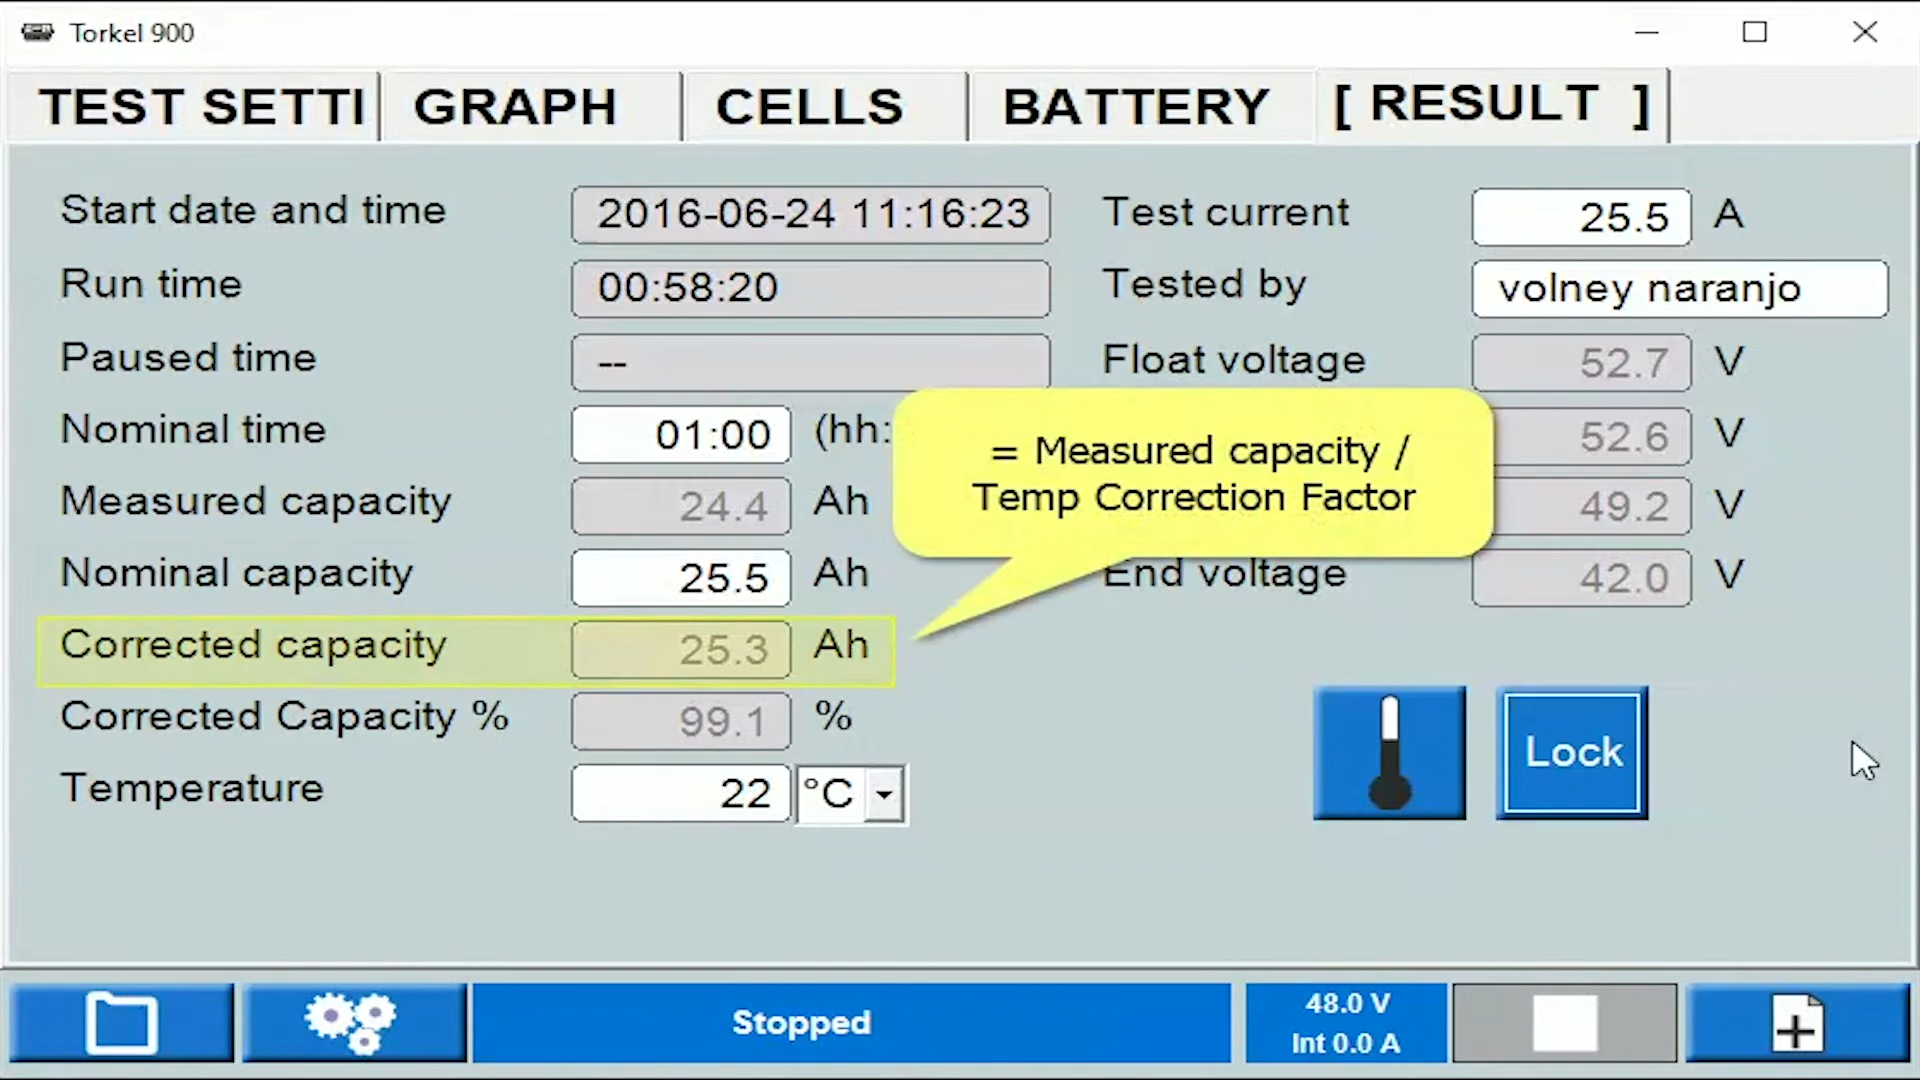 Torkel 900
TEST SETTI
GRAPH
CELLS
BATTERY
[ RESULT ]
Start date and time
2016-06-24 11:16:23
Test current
25.5
A
Run time
00:58:20
Tested by
volney naranjo
Paused time
--
Float voltage
52.7
V
Nominal time
01:00
(hh:
52.6
V
= Measured capacity /
Temp Correction Factor
Measured capacity
24.4
Ah
49.2
V
Nominal capacity
25.5
Ah
End voltage
42.0
V
Corrected capacity
25.3
Ah
Corrected Capacity %
99.1
%
Temperature
22
°C
Lock
Stopped
48.0 V
Int 0.0 A